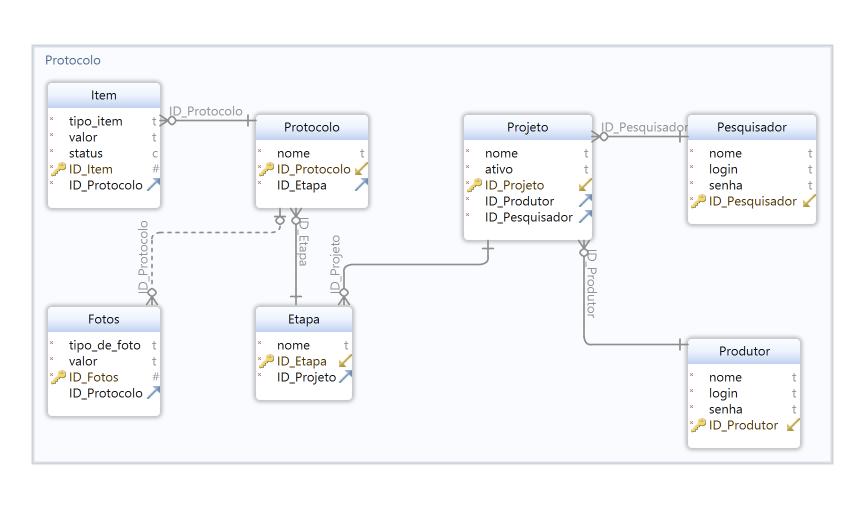 Protocolo
Item
tipo_item t
valor t
status c
ID_Item #
ID_Protocolo
ID_Protocolo
Protocolo
nome t
ID_Protocolo
ID_Etapa
Projeto
nome t
ativo t
ID_Projeto
ID_Produtor
ID_Pesquisador
ID_Pesquisador
Pesquisador
nome t
login t
senha t
ID_Pesquisador
ID_Protocolo
ID_Etapa
ID_Projeto
ID_Produtor
Fotos
tipo_de_foto t
valor t
ID_Fotos #
ID_Protocolo
Etapa
nome t
ID_Etapa
ID_Projeto
Produtor
nome t
login t
senha t
ID_Produtor